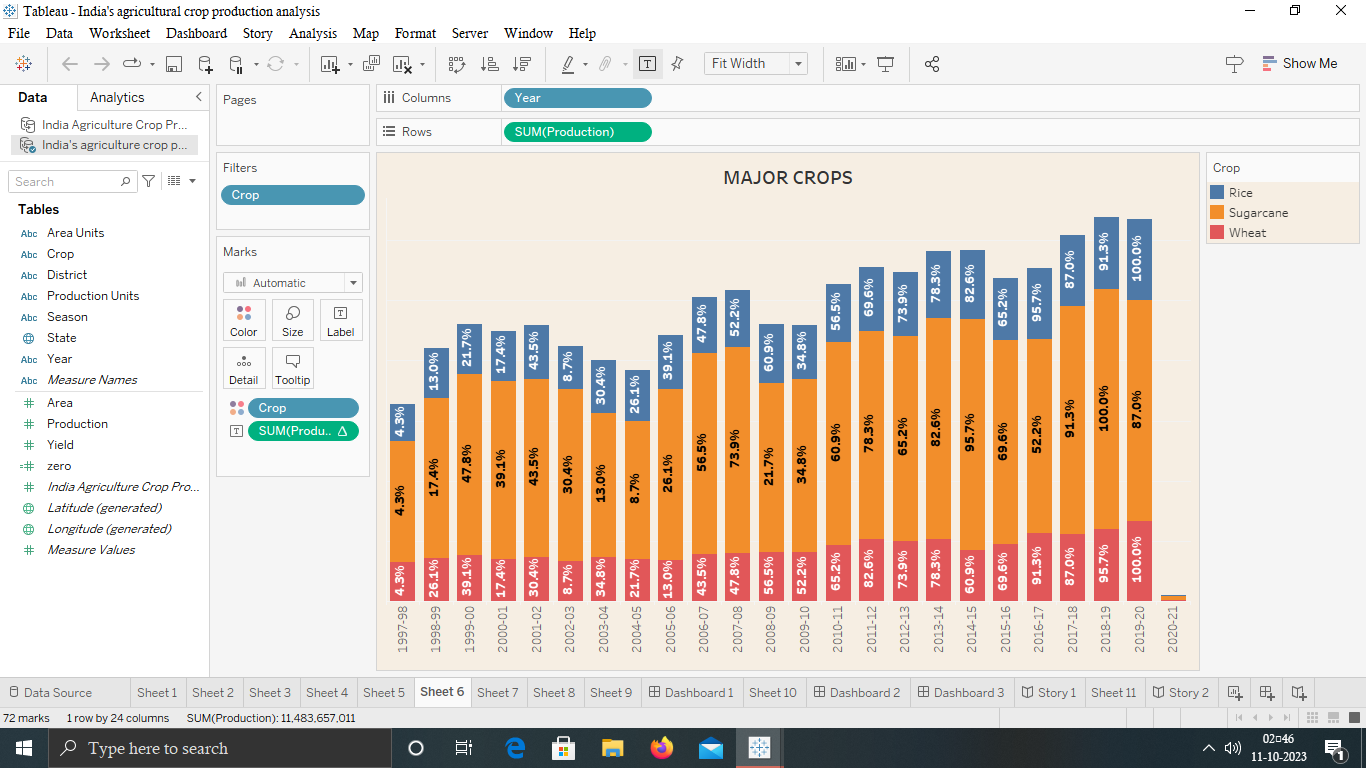 Tableau - India's agricultural crop production analysis
File Data Worksheet Dashboard Story Analysis Map Format Server Window Help
Fit Width
Show Me
Data Analytics
India Agriculture Crop Pr...
India's agriculture crop p...
Search
Tables
Abc Area Units
Abc Crop
Abc District
Abc Production Units
Abc Season
State
Abc Year
Abc Measure Names
Area
Production
Yield
zero
India Agriculture Crop Pro...
Latitude (generated)
Longitude (generated)
Measure Values
Pages
Filters
Crop
Marks
Automatic
Color Size Label
Detail Tooltip
Crop
SUM(Produ..
Columns Year
Rows SUM(Production)
MAJOR CROPS
4.3% 13.0% 21.7% 17.4% 43.5% 8.7% 30.4% 26.1% 39.1% 47.8% 52.2% 60.9% 34.8% 56.5% 69.6% 73.9% 78.3% 82.6% 65.2% 95.7% 87.0% 91.3% 100.0%
4.3% 17.4% 47.8% 39.1% 43.5% 30.4% 13.0% 8.7% 26.1% 56.5% 73.9% 21.7% 34.8% 60.9% 78.3% 65.2% 82.6% 95.7% 69.6% 52.2% 91.3% 100.0% 87.0%
4.3% 26.1% 39.1% 17.4% 30.4% 8.7% 34.8% 21.7% 13.0% 43.5% 47.8% 56.5% 52.2% 65.2% 82.6% 73.9% 78.3% 60.9% 69.6% 91.3% 87.0% 95.7% 100.0%
1997-98 1998-99 1999-00 2000-01 2001-02 2002-03 2003-04 2004-05 2005-06 2006-07 2007-08 2008-09 2009-10 2010-11 2011-12 2012-13 2013-14 2014-15 2015-16 2016-17 2017-18 2018-19 2019-20 2020-21
Crop
Rice
Sugarcane
Wheat
Data Source Sheet 1 Sheet 2 Sheet 3 Sheet 4 Sheet 5 Sheet 6 Sheet 7 Sheet 8 Sheet 9 Dashboard 1 Sheet 10 Dashboard 2 Dashboard 3 Story 1 Sheet 11 Story 2
72 marks 1 row by 24 columns SUM(Production): 11,483,657,011
Type here to search
02:46
11-10-2023
1